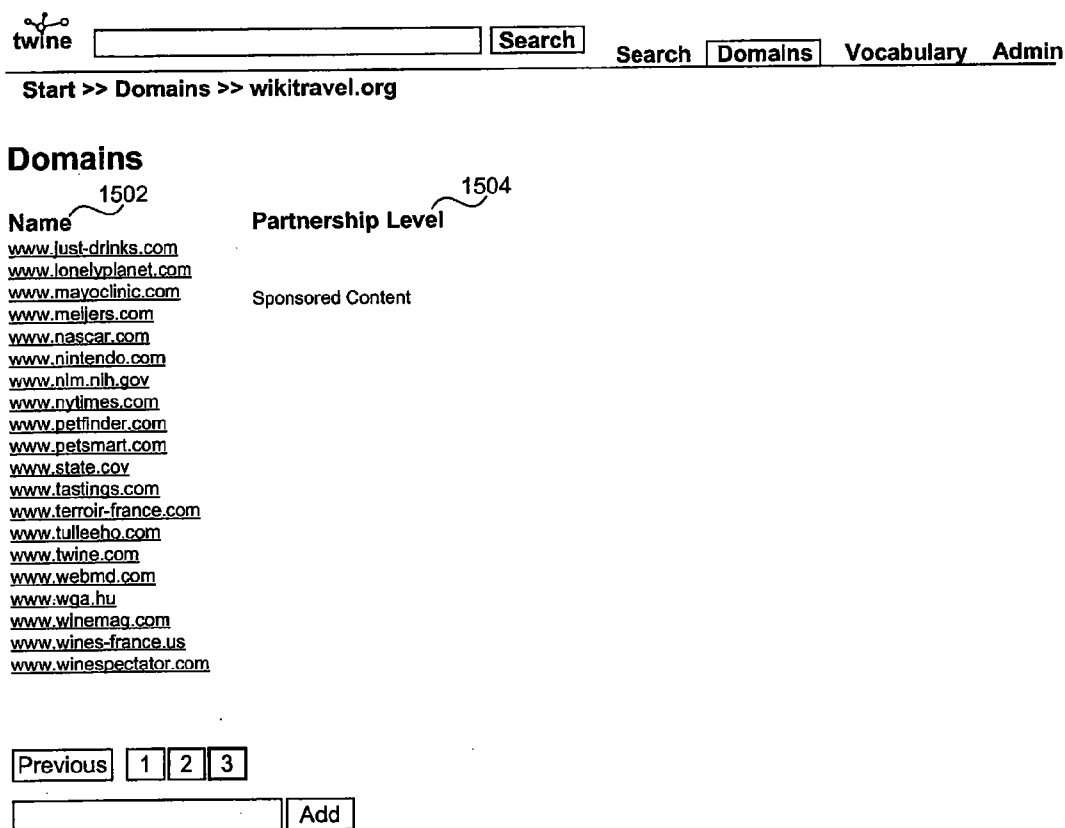 twine Search Search Domains Vocabulary Admin
Start >> Domains >> wikitravel.org
Domains
1502 1504
Name Partnership Level
www.just-drinks.com
www.lonelyplanet.com
www.mayoclinic.com Sponsored Content
www.meijers.com
www.nascar.com
www.nintendo.com
www.nlm.nih.gov
www.nytimes.com
www.petfinder.com
www.petsmart.com
www.state.cov
www.tastings.com
www.terroir-france.com
www.tulleeho.com
www.twine.com
www.webmd.com
www.wga.hu
www.winemag.com
www.wines-france.us
www.winespectator.com
Previous 1 2 3
Add